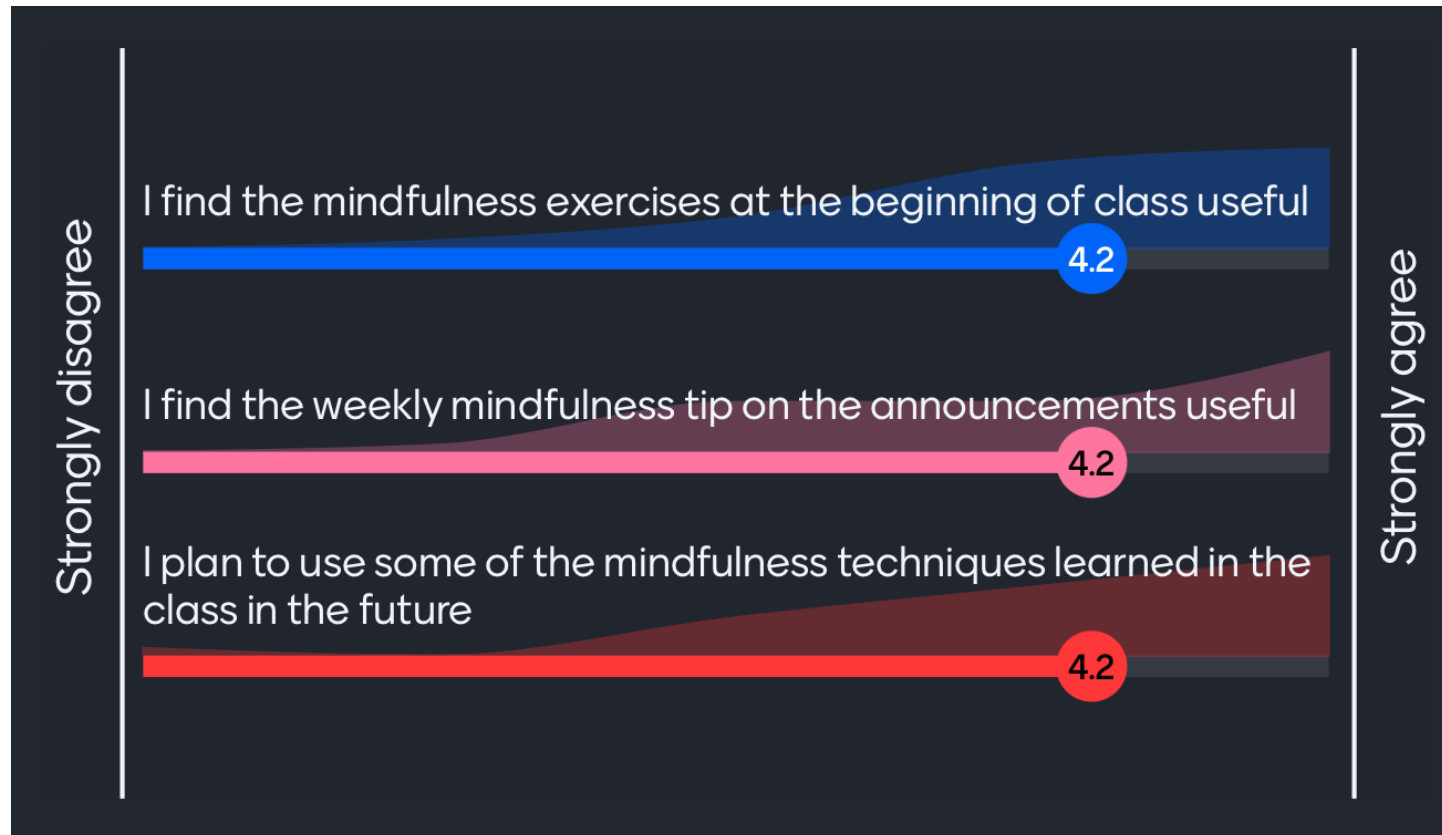 Strongly disagree
I find the mindfulness exercises at the beginning of class useful
4.2
I find the weekly mindfulness tip on the announcements useful
4.2
I plan to use some of the mindfulness techniques learned in the
class in the future
4.2
Strongly agree